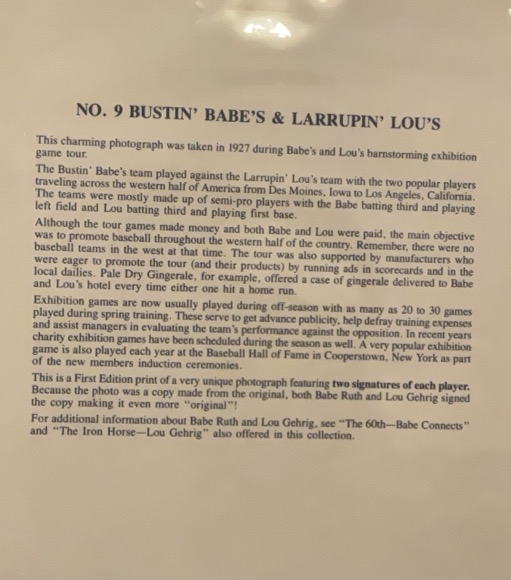 NO. 9 BUSTIN' BABE'S & LARRUPIN' LOU'S
This charming photograph was taken in 1927 during Babe's and Lou's barnstorming exhibition
game tour.
The Bustin' Babe's team played against the Larrupin' Lou's team with the two popular players
traveling across the western half of America from Des Moines, Iowa to Los Angeles, California.
The teams were mostly made up of semi-pro players with the Babe batting third and playing
left field and Lou batting third and playing first base.
Although the tour games made money and both Babe and Lou were paid, the main objective
was to promote baseball throughout the western half of the country. Remember, there were no
baseball teams in the west at that time. The tour was also supported by manufacturers who
were eager to promote the tour (and their products) by running ads in scorecards and in the
local dailies. Pale Dry Gingerale, for example, offered a case of gingerale delivered to Babe
and Lou's hotel every time either one hit a home run.
Exhibition games are now usually played during off-season with as many as 20 to 30 games
played during spring training. These serve to get advance publicity, help defray training expenses
and assist managers in evaluating the team's performance against the opposition. In recent years
charity exhibition games have been scheduled during the season as well. A very popular exhibition
game is also played each year at the Baseball Hall of Fame in Cooperstown, New York as part
of the new members induction ceremonies.
This is a First Edition print of a very unique photograph featuring two signatures of each player.
Because the photo was a copy made from the original, both Babe Ruth and Lou Gehrig signed
the copy making it even more "original"!
For additional information about Babe Ruth and Lou Gehrig, see "The 60th—Babe Connects"
and "The Iron Horse—Lou Gehrig" also offered in this collection.